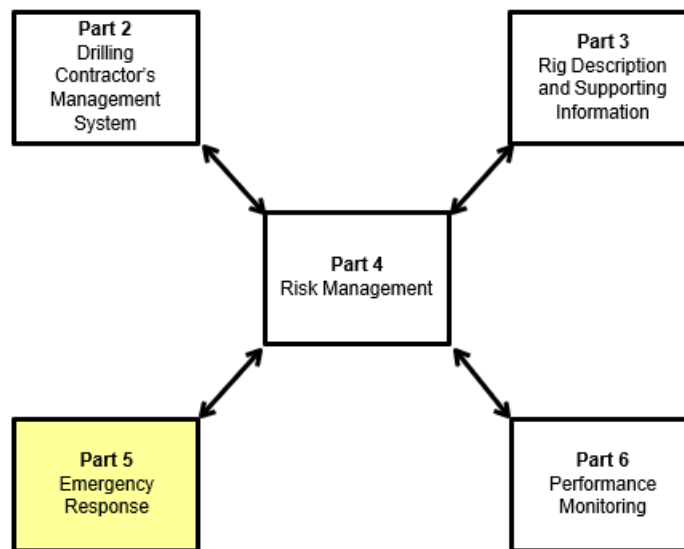 Part 2
Drilling
Contractor's
Management
System
Part 3
Rig Description
and Supporting
Information
Part 4
Risk Management
Part 5
Emergency
Response
Part 6
Performance
Monitoring